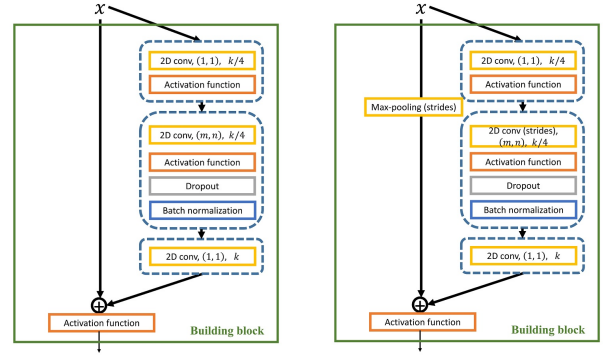 x
2D conv, (1, 1), k/4
Activation function
2D conv, (m, n), k/4
Activation function
Dropout
Batch normalization
2D conv, (1, 1), k
Activation function
Building block
x
2D conv, (1, 1), k/4
Activation function
Max-pooling (strides)
2D conv (strides),
(m, n), k/4
Activation function
Dropout
Batch normalization
2D conv, (1, 1), k
Activation function
Building block